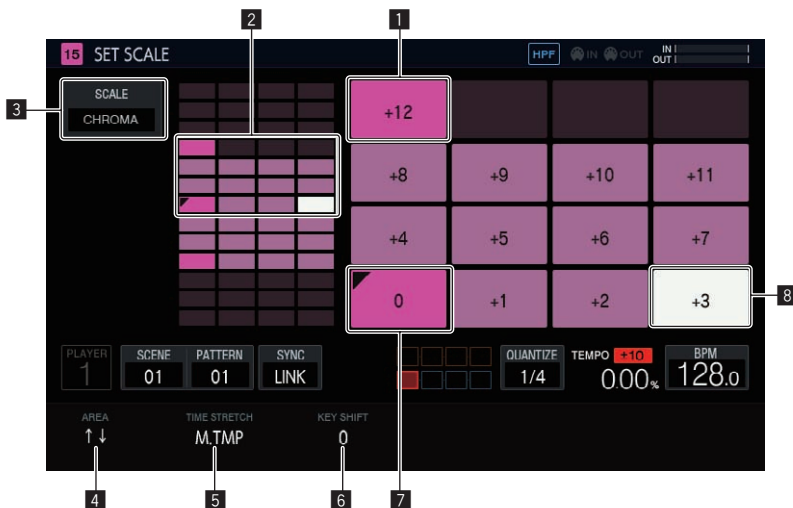 2 1
15 SET SCALE HPF IN OUT IN
OUT
3 SCALE
CHROMA
+12
+8 +9 +10 +11
+4 +5 +6 +7
0 +1 +2 +3 8
PLAYER
1
SCENE
01
PATTERN
01
SYNC
LINK
QUANTIZE
1/4
TEMPO +10
0.00%
BPM
128.0
AREA
↑↓
TIME STRETCH
M.TMP
KEY SHIFT
0
4 5 6 7